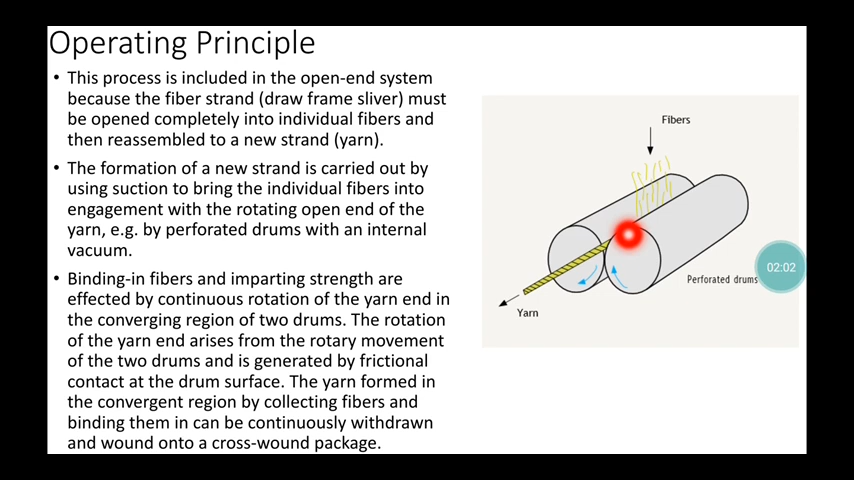 Operating Principle
• This process is included in the open-end system
because the fiber strand (draw frame sliver) must
be opened completely into individual fibers and
then reassembled to a new strand (yarn).
• The formation of a new strand is carried out by
using suction to bring the individual fibers into
engagement with the rotating open end of the
yarn, e.g. by perforated drums with an internal
vacuum.
• Binding-in fibers and imparting strength are
effected by continuous rotation of the yarn end in
the converging region of two drums. The rotation
of the yarn end arises from the rotary movement
of the two drums and is generated by frictional
contact at the drum surface. The yarn formed in
the convergent region by collecting fibers and
binding them in can be continuously withdrawn
and wound onto a cross-wound package.
Fibers
Perforated drums
Yarn
02:02